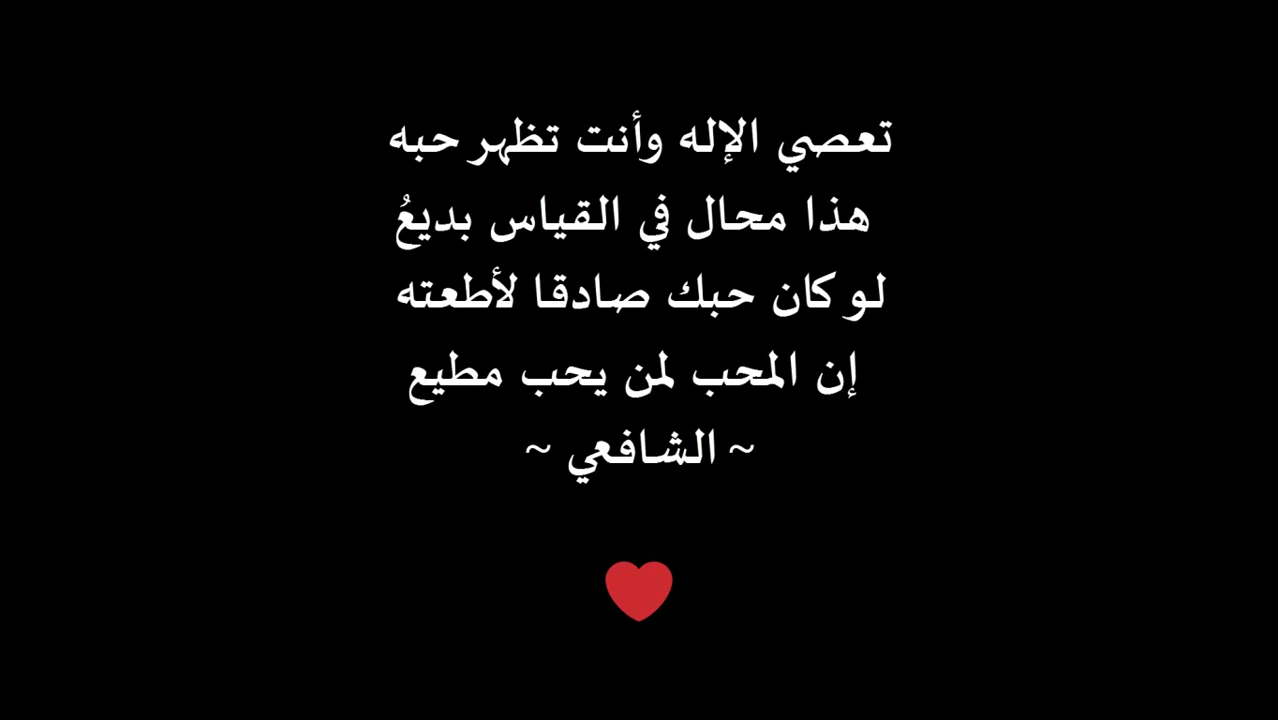 تعصي الإله وأنت تظهر حبه
هذا محال في القياس بديعُ
لو كان حبك صادقا لأطعته
إن المحب لمن يحب مطيع
~ الشافعي ~